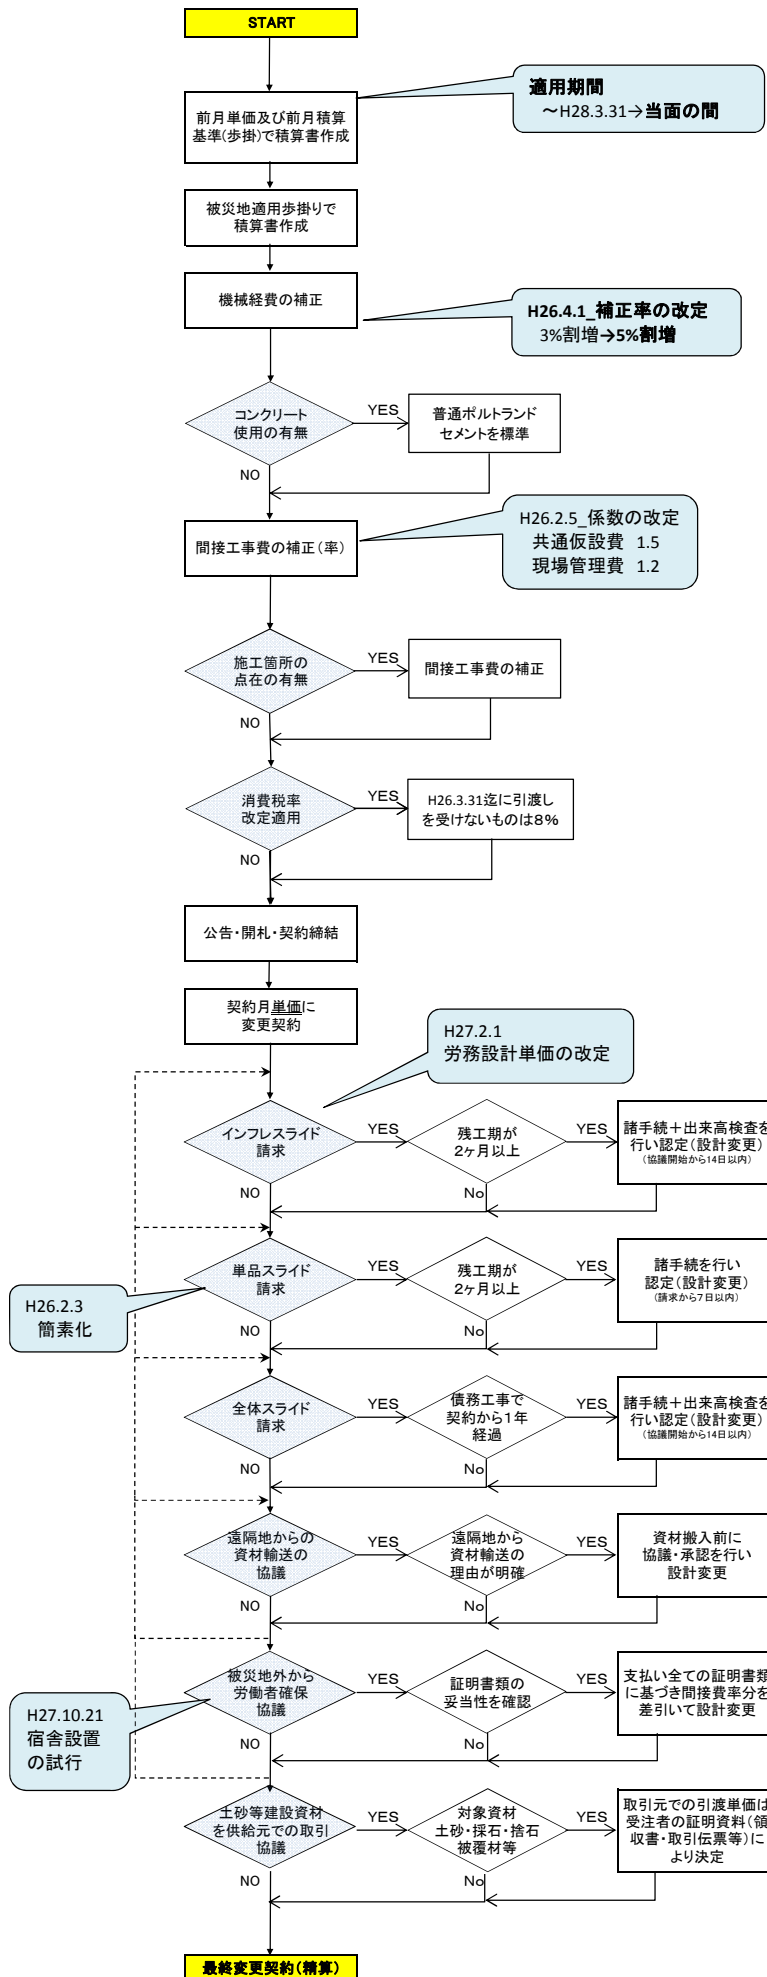 START
適用期間
～H28.3.31→当面の間
前月単価及び前月積算
基準(歩掛)で積算書作成
被災地適用歩掛りで
積算書作成
機械経費の補正
H26.4.1_補正率の改定
3%割増→5%割増
コンクリート
使用の有無
YES
普通ポルトランド
セメントを標準
NO
間接工事費の補正(率)
H26.2.5_係数の改定
共通仮設費 1.5
現場管理費 1.2
施工箇所の
点在の有無
YES
間接工事費の補正
NO
消費税率
改定適用
YES
H26.3.31迄に引渡し
を受けないものは8%
NO
公告・開札・契約締結
契約月単価に
変更契約
H27.2.1
労務設計単価の改定
インフレスライド
請求
YES
残工期が
2ヶ月以上
YES
諸手続+出来高検査を
行い認定(設計変更)
(協議開始から14日以内)
NO
No
単品スライド
請求
YES
残工期が
2ヶ月以上
YES
諸手続を行い
認定(設計変更)
(請求から7日以内)
H26.2.3
簡素化
NO
No
全体スライド
請求
YES
債務工事で
契約から1年
経過
YES
諸手続+出来高検査を
行い認定(設計変更)
(協議開始から14日以内)
NO
No
遠隔地からの
資材輸送の
協議
YES
遠隔地から
資材輸送の
理由が明確
YES
資材搬入前に
協議・承認を行い
設計変更
NO
No
被災地外から
労働者確保
協議
YES
証明書類の
妥当性を確認
YES
支払い全ての証明書類
に基づき間接費率分を
差引いて設計変更
H27.10.21
宿舎設置
の試行
NO
No
土砂等建設資材
を供給元での取引
協議
YES
対象資材
土砂・採石・捨石
被覆材等
YES
取引元での引渡単価は
受注者の証明資料(領
収書・取引伝票等)に
より決定
NO
No
最終変更契約(精算)